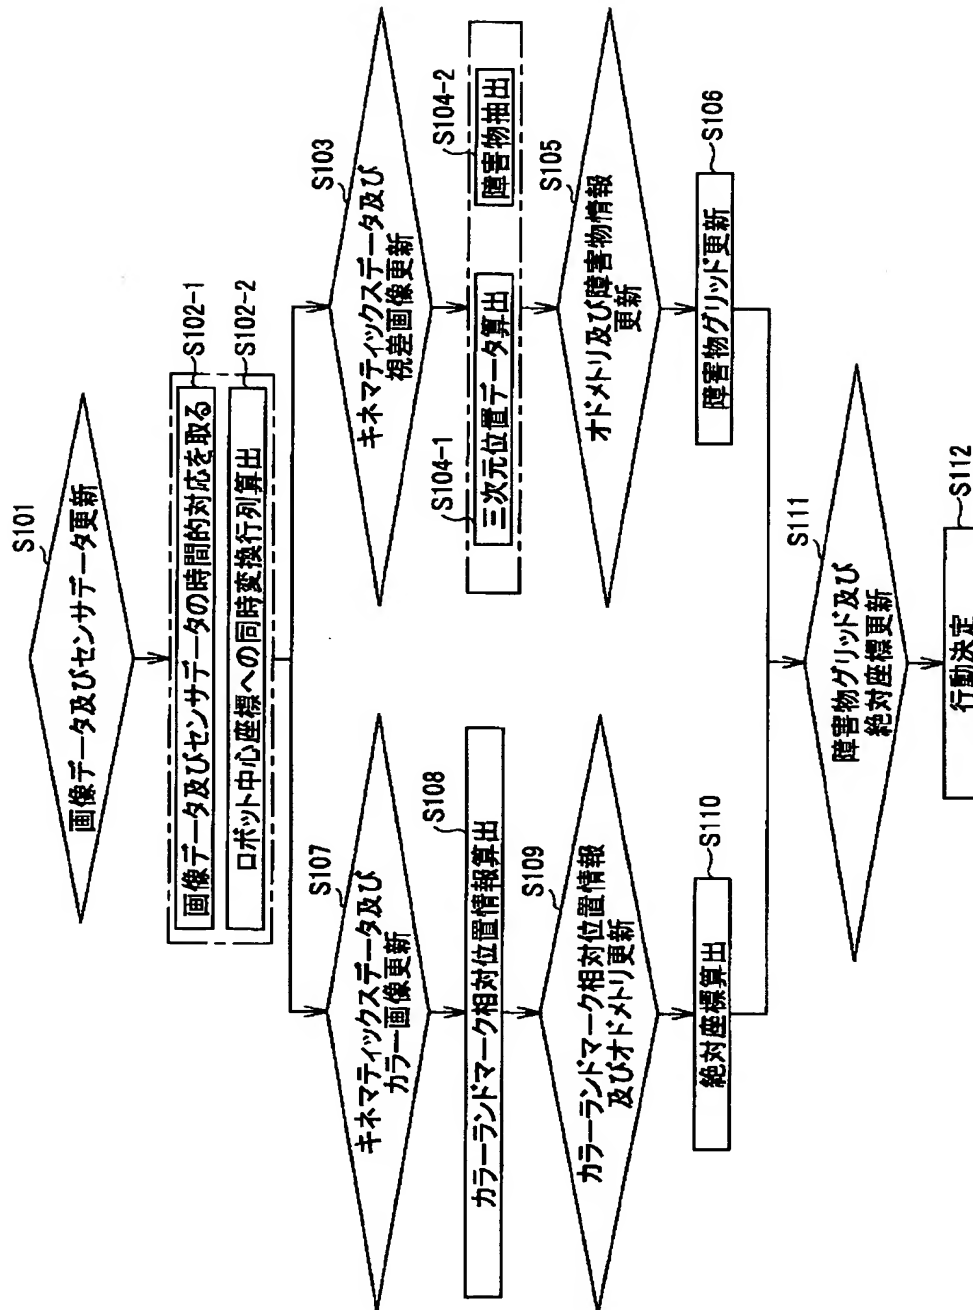 S101
画像データ及びセンサデータ更新
S102-1
画像データ及びセンサデータの時間的対応を取る
S102-2
ロボット中心座標への同時変換行列算出
S103
キネマティックスデータ及び
視差画像更新
S104-1
三次元位置データ算出
S104-2
障害物抽出
S105
オドメトリ及び障害物情報
更新
S106
障害物グリッド更新
S107
キネマティックスデータ及び
カラー画像更新
S108
カラーランドマーク相対位置情報算出
S109
カラーランドマーク相対位置情報
及びオドメトリ更新
S110
絶対座標算出
S111
障害物グリッド及び
絶対座標更新
S112
行動決定